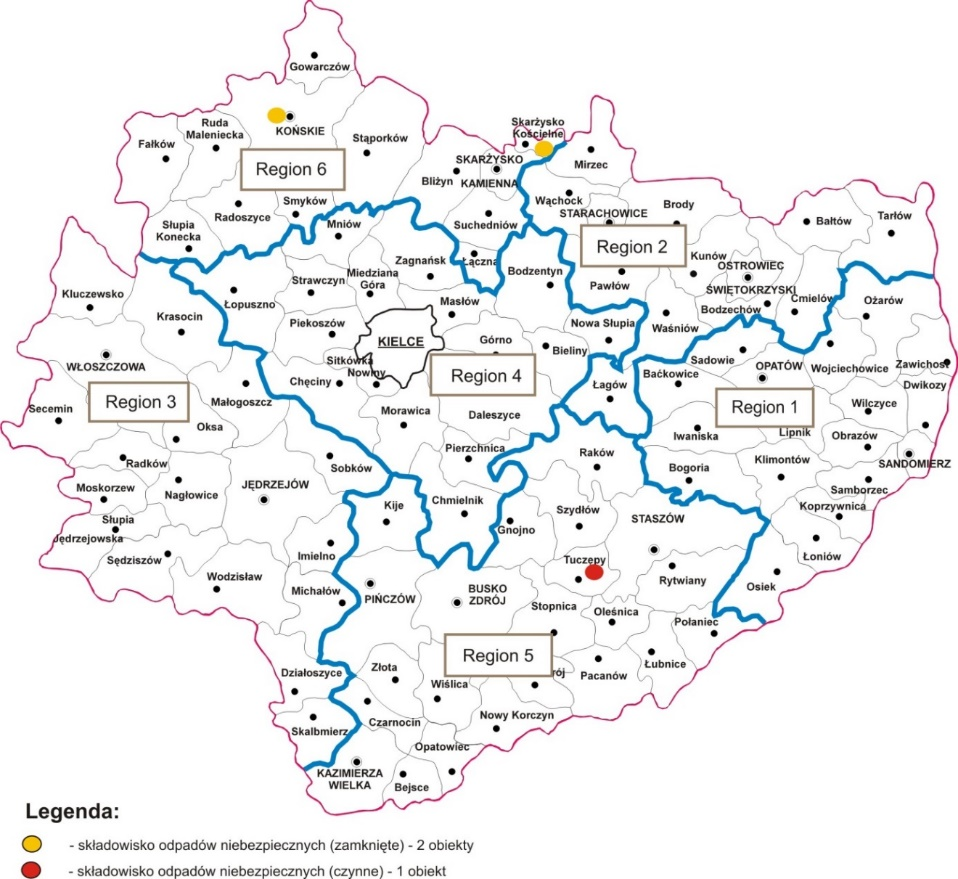 Gowarczów
KOŃSKIE
Ruda
Maleniecka
Fałków
Stąporków
Region 6
Radoszyce
Smyków
Słupia
Konecka
Skarżysko
Kościelne
SKARŻYSKO
KAMIENNA
Bliżyn
Suchedniów
Łączna
Mirzec
Wąchock
STARACHOWICE
Brody
Region 2
Pawłów
Kunów
OSTROWIEC
ŚWIĘTOKRZYSKI
Bodzechów
Ćmielów
Waśniów
Bałtów
Tarłów
Mniów
Zagnańsk
Strawczyn
Miedziana
Góra
Łopuszno
Masłów
Bodzentyn
Piekoszów
KIELCE
Górno
Bieliny
Nowa Słupia
Sitkówka
Nowiny
Chęciny
Region 4
Łagów
Morawica
Daleszyce
Pierzchnica
Chmielnik
Kluczewsko
Krasocin
WŁOSZCZOWA
Region 3
Małogoszcz
Secemin
Oksa
Radków
Moskorzew
Nagłowice
JĘDRZEJÓW
Sobków
Słupia
Jędrzejowska
Sędziszów
Imielno
Wodzisław
Michałów
Działoszyce
Skalbmierz
Ożarów
Sadowie
OPATÓW
Wojciechowice
Zawichost
Dwikozy
Baćkowice
Region 1
Wilczyce
Iwaniska
Lipnik
Obrazów
SANDOMIERZ
Bogoria
Klimontów
Samborzec
Koprzywnica
Łoniów
Osiek
Raków
Kije
Gnojno
Szydłów
STASZÓW
Tuczępy
Rytwiany
PIŃCZÓW
BUSKO
ZDRÓJ
Stopnica
Oleśnica
Połaniec
Region 5
rój
Pacanów
Łubnice
Złota
Wiślica
Czarnocin
Nowy Korczyn
Opatowiec
KAZIMIERZA
WIELKA
Bejsce
Legenda:
- składowisko odpadów niebezpiecznych (zamknięte) - 2 obiekty
- składowisko odpadów niebezpiecznych (czynne) - 1 obiekt